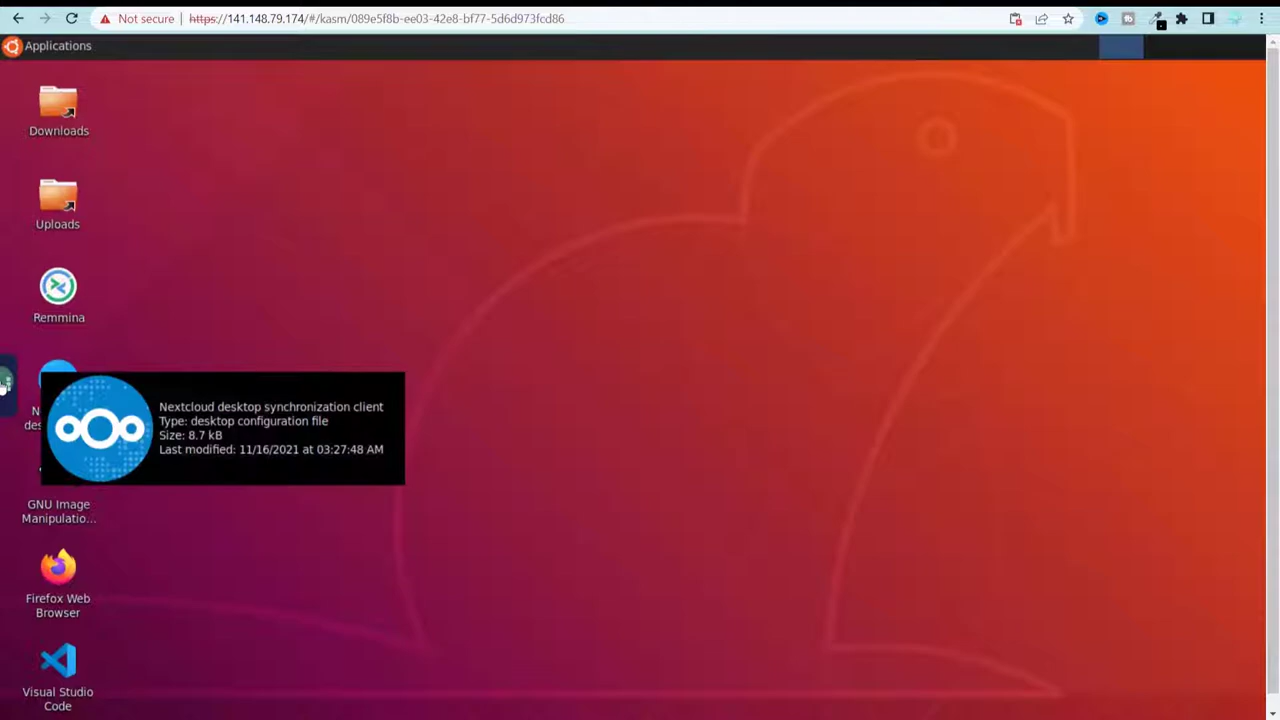 Not secure
https://141.148.79.174/#/kasm/089e5f8b-ee03-42e8-bf77-5d6d973fcd86
Applications
Downloads
Uploads
Remmina
Nextcloud desktop synchronization client
Type: desktop configuration file
Size: 8.7 kB
Last modified: 11/16/2021 at 03:27:48 AM
GNU Image
Manipulatio...
Firefox Web
Browser
Visual Studio
Code